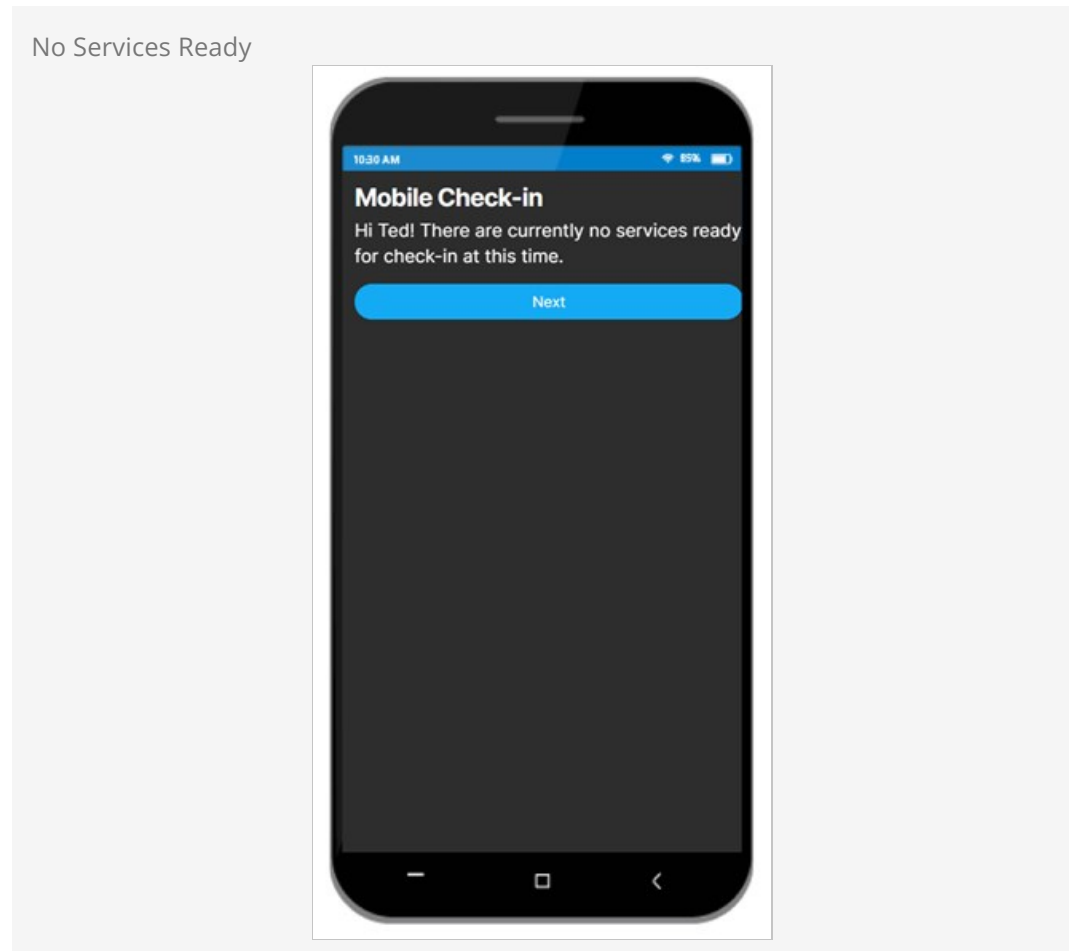 No Services Ready
10:30 AM 85%
Mobile Check-in
Hi Ted! There are currently no services ready
for check-in at this time.
Next